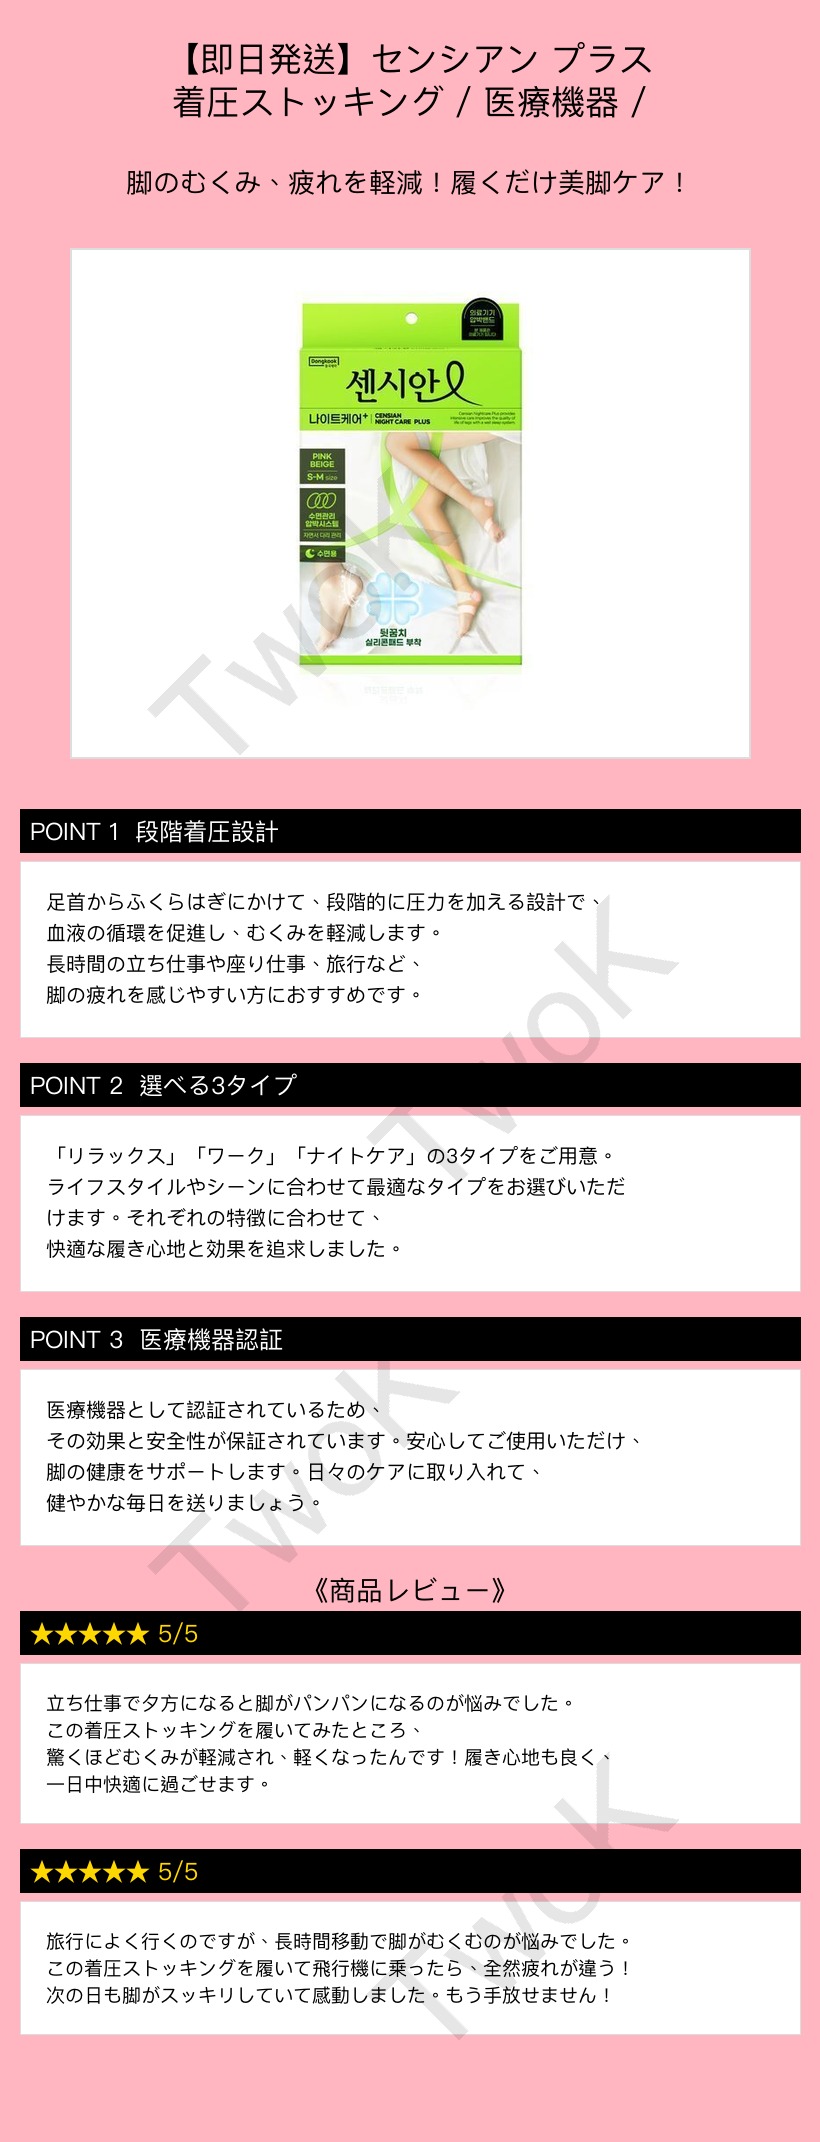 【即日発送】センシアン プラス
着圧ストッキング / 医療機器 /
脚のむくみ、疲れを軽減！履くだけ美脚ケア！
의료기기
압박밴드
Dongkook
센시안
나이트케어+
CENSIAN
NIGHT CARE PLUS
Censian Nightcare Plus provides
intensive care improves the quality of
life of legs with a well sleep system.
PINK
BEIGE
S-M size
수면관리
압박시스템
자면서 다리 관리
수면용
뒷꿈치
실리콘패드 부착
TwoK
POINT 1 段階着圧設計
足首からふくらはぎにかけて、段階的に圧力を加える設計で、
血液の循環を促進し、むくみを軽減します。
長時間の立ち仕事や座り仕事、旅行など、
脚の疲れを感じやすい方におすすめです。
TwoK
POINT 2 選べる3タイプ
「リラックス」「ワーク」「ナイトケア」の3タイプをご用意。
ライフスタイルやシーンに合わせて最適なタイプをお選びいただ
けます。それぞれの特徴に合わせて、
快適な履き心地と効果を追求しました。
POINT 3 医療機器認証
医療機器として認証されているため、
その効果と安全性が保証されています。安心してご使用いただけ、
脚の健康をサポートします。日々のケアに取り入れて、
健やかな毎日を送りましょう。
TwoK
《商品レビュー》
★★★★★ 5/5
立ち仕事で夕方になると脚がパンパンになるのが悩みでした。
この着圧ストッキングを履いてみたところ、
驚くほどむくみが軽減され、軽くなったんです！履き心地も良く、
一日中快適に過ごせます。
★★★★★ 5/5
旅行によく行くのですが、長時間移動で脚がむくむのが悩みでした。
この着圧ストッキングを履いて飛行機に乗ったら、全然疲れが違う！
次の日も脚がスッキリしていて感動しました。もう手放せません！
TwoK